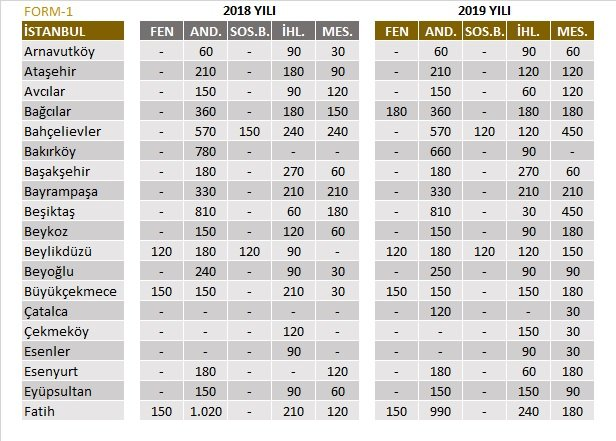 FORM-1 2018 YILI 2019 YILI
İSTANBUL FEN AND. SOS.B. İHL. MES. FEN AND. SOS.B. İHL. MES.
Arnavutköy - 60 - 90 30 - 60 - 90 60
Ataşehir - 210 - 180 90 - 210 - 120 120
Avcılar - 150 - 90 120 - 150 - 60 120
Bağcılar - 360 - 180 150 180 360 - 180 180
Bahçelievler - 570 150 240 240 - 570 120 120 450
Bakırköy - 780 - - - - 660 - 90 -
Başakşehir - 180 - 270 60 - 180 - 270 60
Bayrampaşa - 330 - 210 210 - 330 - 210 210
Beşiktaş - 810 - 60 180 - 810 - 30 450
Beykoz - 150 - 120 60 - 150 - 90 180
Beylikdüzü 120 180 120 90 - 120 180 120 120 150
Beyoğlu - 240 - 90 30 - 250 - 90 90
Büyükçekmece 150 150 - 210 30 150 150 - 150 180
Çatalca - - - - - - 120 - - 30
Çekmeköy - - - 120 - - - - 150 30
Esenler - - - 90 - - - - 90 30
Esenyurt - 180 - - 120 - 180 - 60 180
Eyüpsultan - 150 - 90 60 - 150 - 150 90
Fatih 150 1.020 - 210 120 150 990 - 240 180